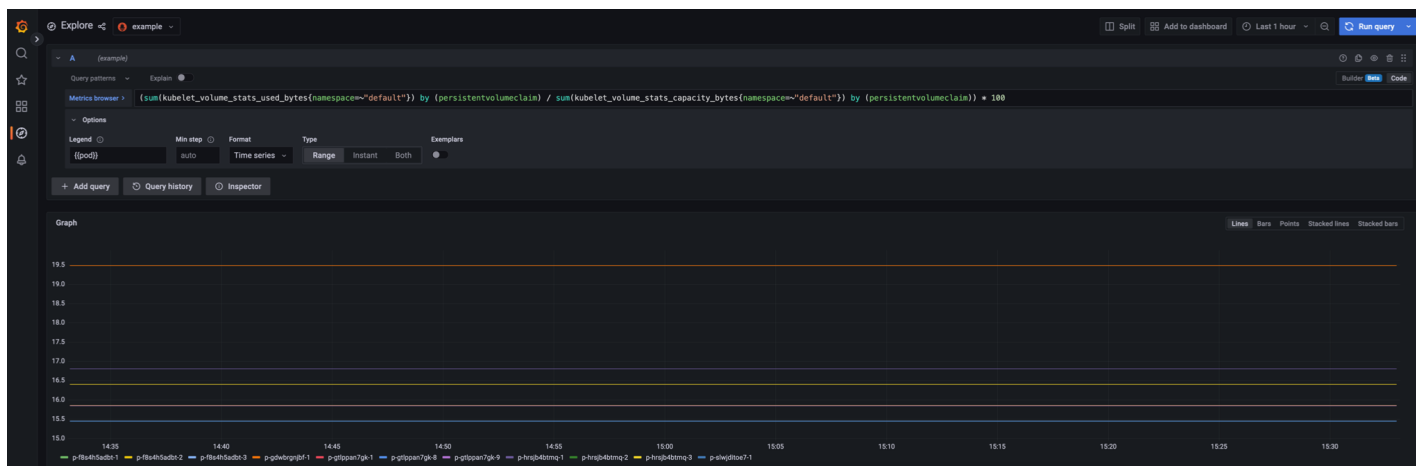 Explore example Split Add to dashboard Last 1 hour Run query
A (example)
Query patterns Explain Builder Beta Code
Metrics browser > (sum(kubelet_volume_stats_used_bytes{namespace=~"default"}) by (persistentvolumeclaim) / sum(kubelet_volume_stats_capacity_bytes{namespace=~"default"}) by (persistentvolumeclaim)) * 100
Options
Legend Min step Format Type Exemplars
{{pod}} auto Time series Range Instant Both
+ Add query Query history Inspector
Graph Lines Bars Points Stacked lines Stacked bars
19.5
19.0
18.5
18.0
17.5
17.0
16.5
16.0
15.5
15.0
14:35 14:40 14:45 14:50 14:55 15:00 15:05 15:10 15:15 15:20 15:25 15:30
p-f8s4h5adbt-1 p-f8s4h5adbt-2 p-f8s4h5adbt-3 p-gdwbrgnjbf-1 p-gtlppan7gk-1 p-gtlppan7gk-8 p-gtlppan7gk-9 p-hrsjb4btmq-1 p-hrsjb4btmq-2 p-hrsjb4btmq-3 p-slwjditoe7-1